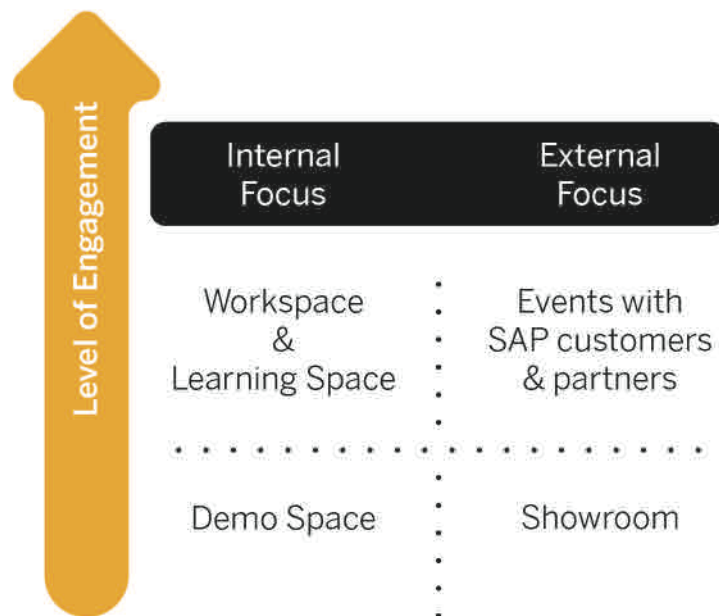 Level of Engagement
Internal
Focus
External
Focus
Workspace
&
Learning Space
Events with
SAP customers
& partners
Demo Space
Showroom